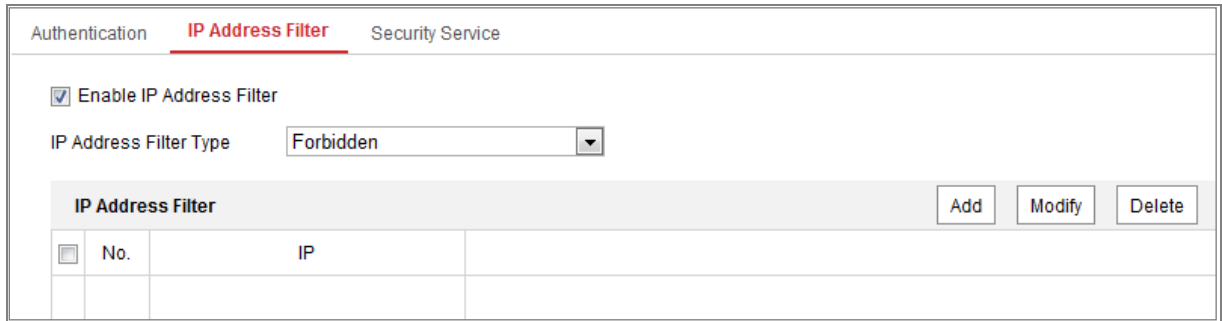 Authentication IP Address Filter Security Service
Enable IP Address Filter
IP Address Filter Type Forbidden
IP Address Filter Add Modify Delete
No. IP